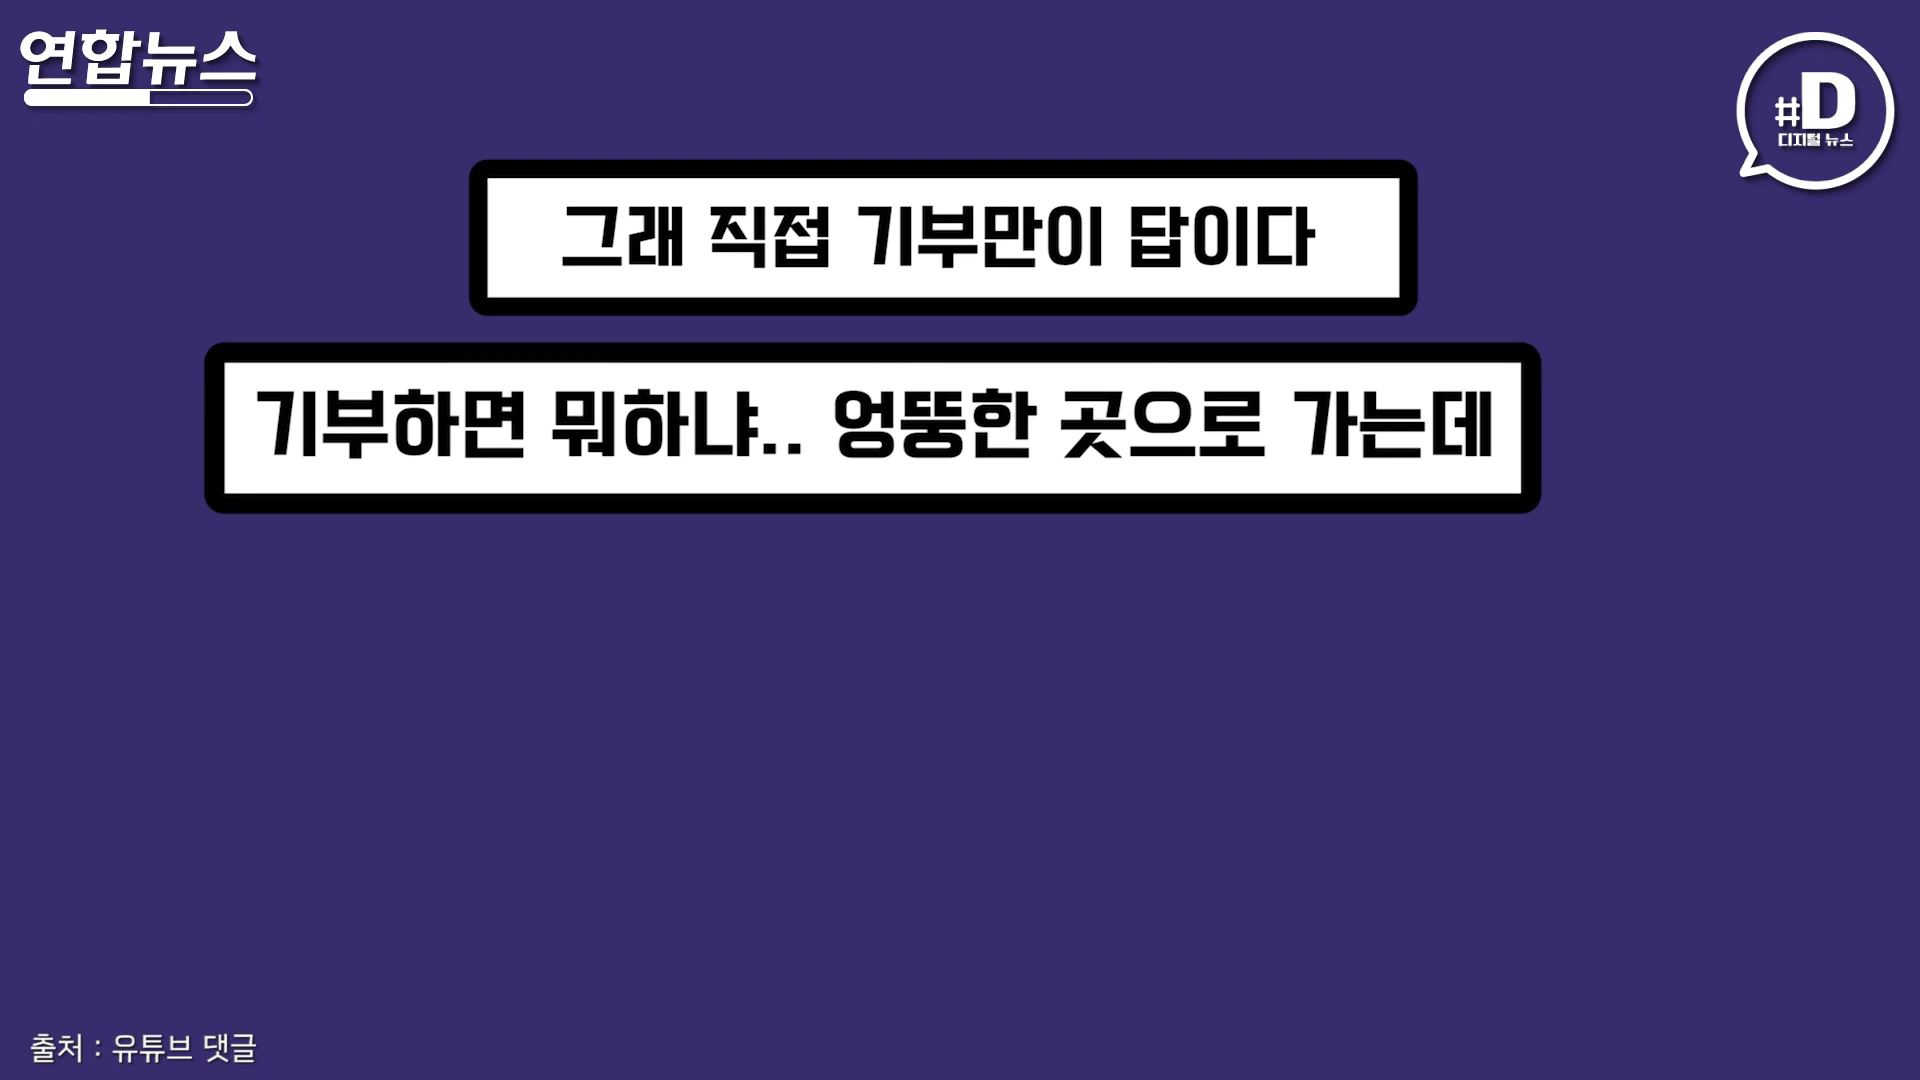 연합뉴스
#D
디지털 뉴스
그래 직접 기부만이 답이다
기부하면 뭐하냐.. 엉뚱한 곳으로 가는데
출처 : 유튜브 댓글